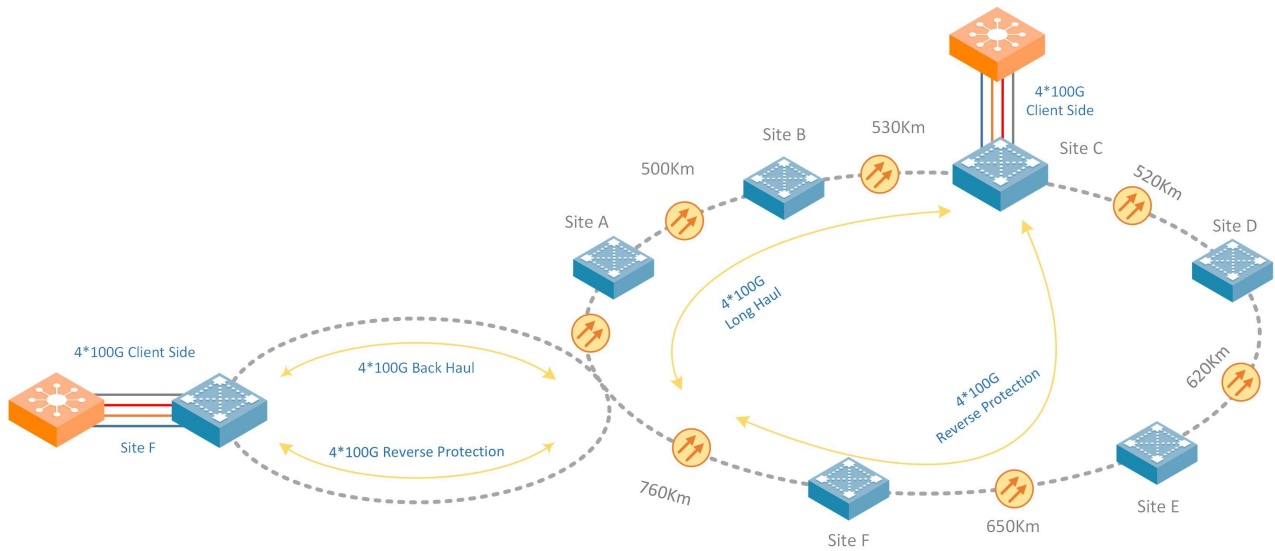 4*100G
Client Side
530Km
Site B
Site C
500Km
520Km
Site A
Site D
4*100G
Long Haul
4*100G Client Side
4*100G Back Haul
620Km
4*100G
Reverse Protection
Site F
4*100G Reverse Protection
760Km
Site E
650Km
Site F